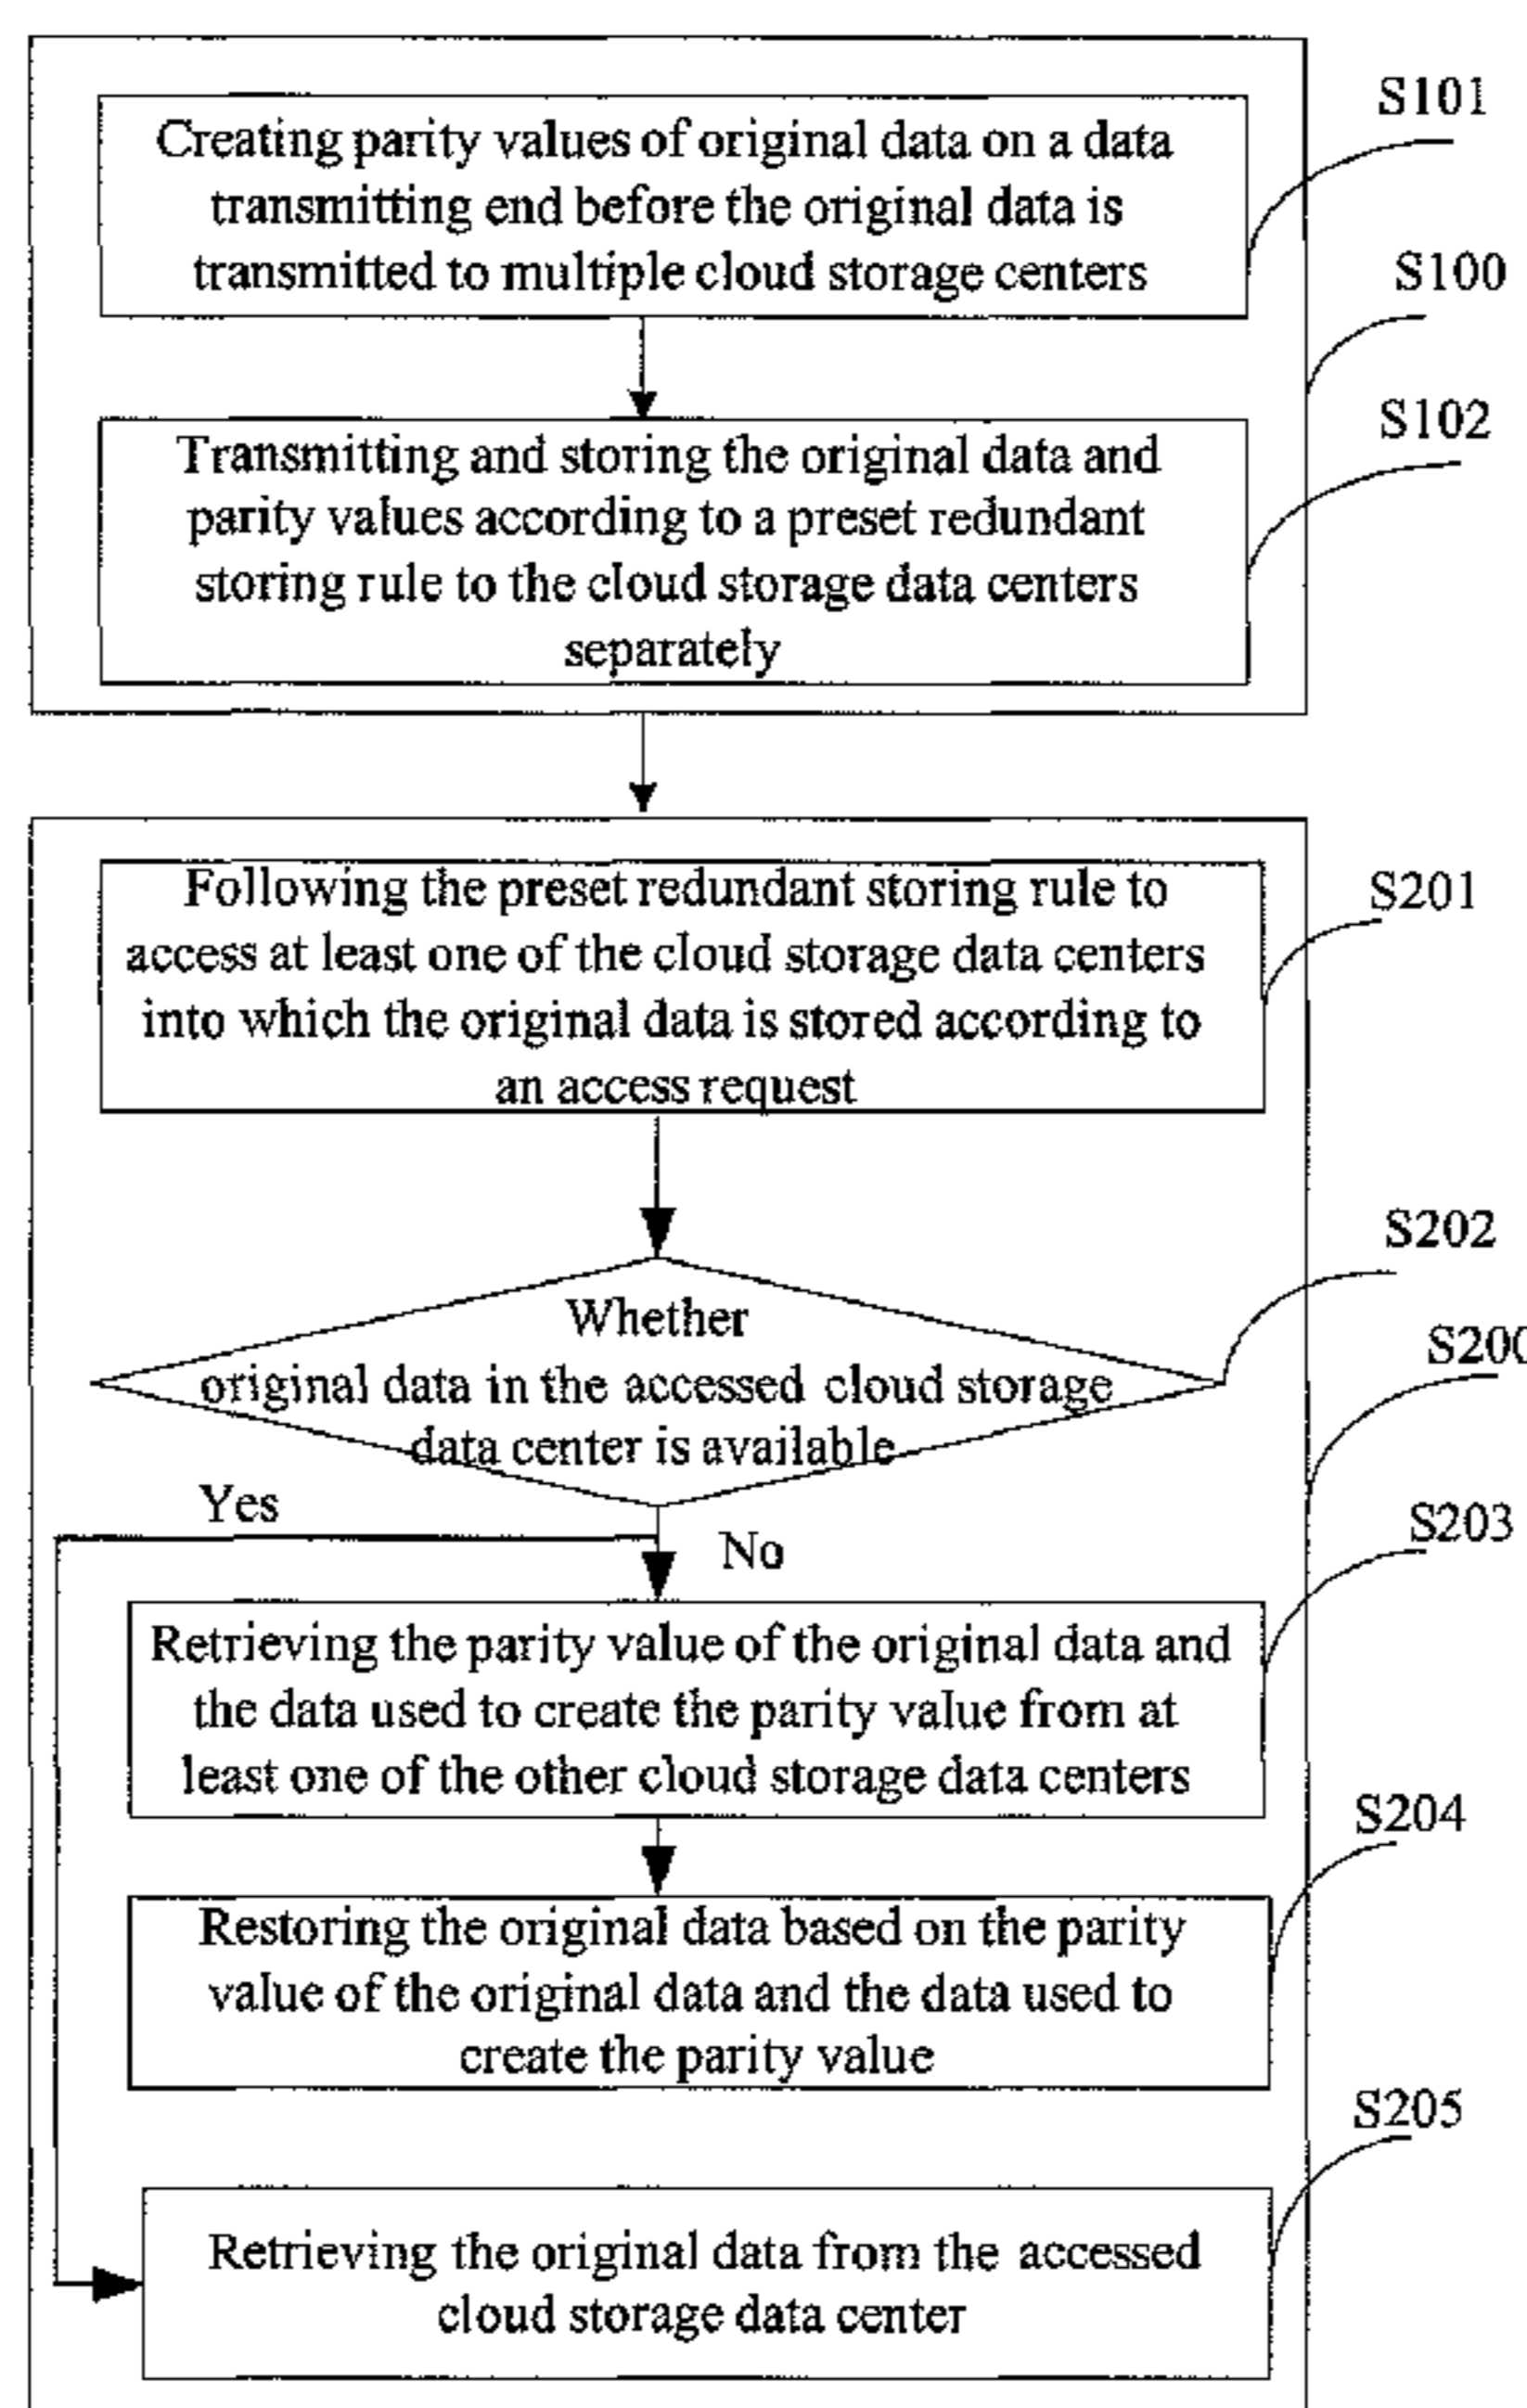 S101
Creating parity values of original data on a data
transmitting end before the original data is
transmitted to multiple cloud storage centers
S100
S102
Transmitting and storing the original data and
parity values according to a preset redundant
storing rule to the cloud storage data centers
separately
Following the preset redundant storing rule to
S201
access at least one of the cloud storage data centers
into which the original data is stored according to
an access request
S202
Whether
S200
original data in the accessed cloud storage
data center is available
Yes
No
S203
Retrieving the parity value of the original data and
the data used to create the parity value from at
least one of the other cloud storage data centers
S204
Restoring the original data based on the parity
value of the original data and the data used to
create the parity value
S205
Retrieving the original data from the accessed
cloud storage data center